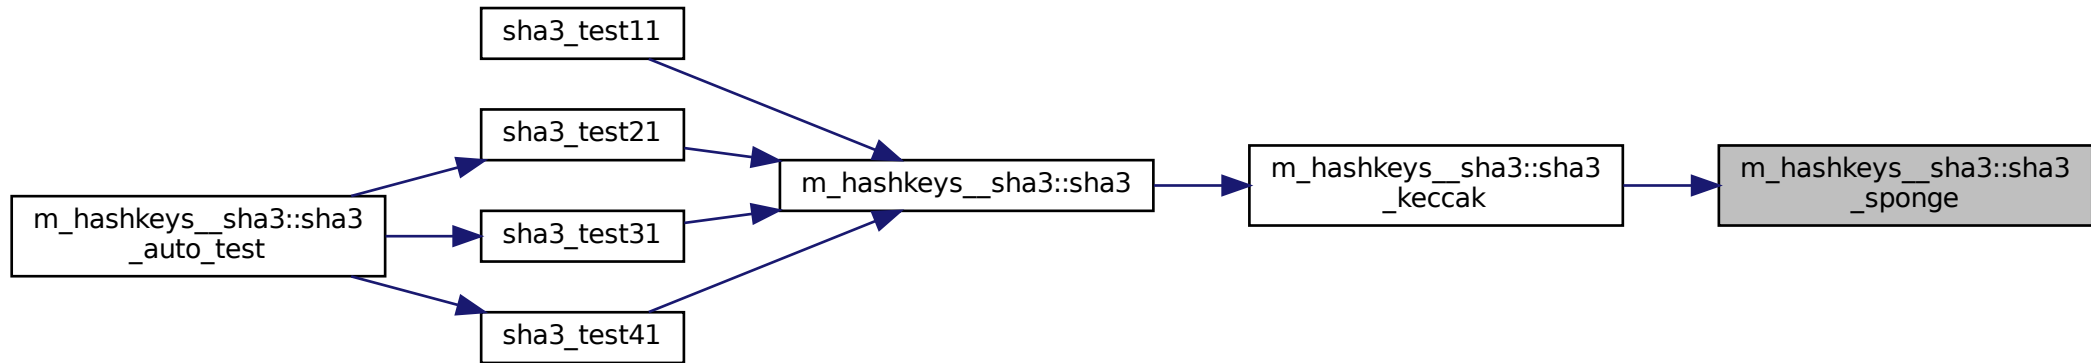 sha3_test11
sha3_test21
m_hashkeys__sha3::sha3
m_hashkeys__sha3::sha3
_keccak
m_hashkeys__sha3::sha3
_sponge
m_hashkeys__sha3::sha3
_auto_test
sha3_test31
sha3_test41